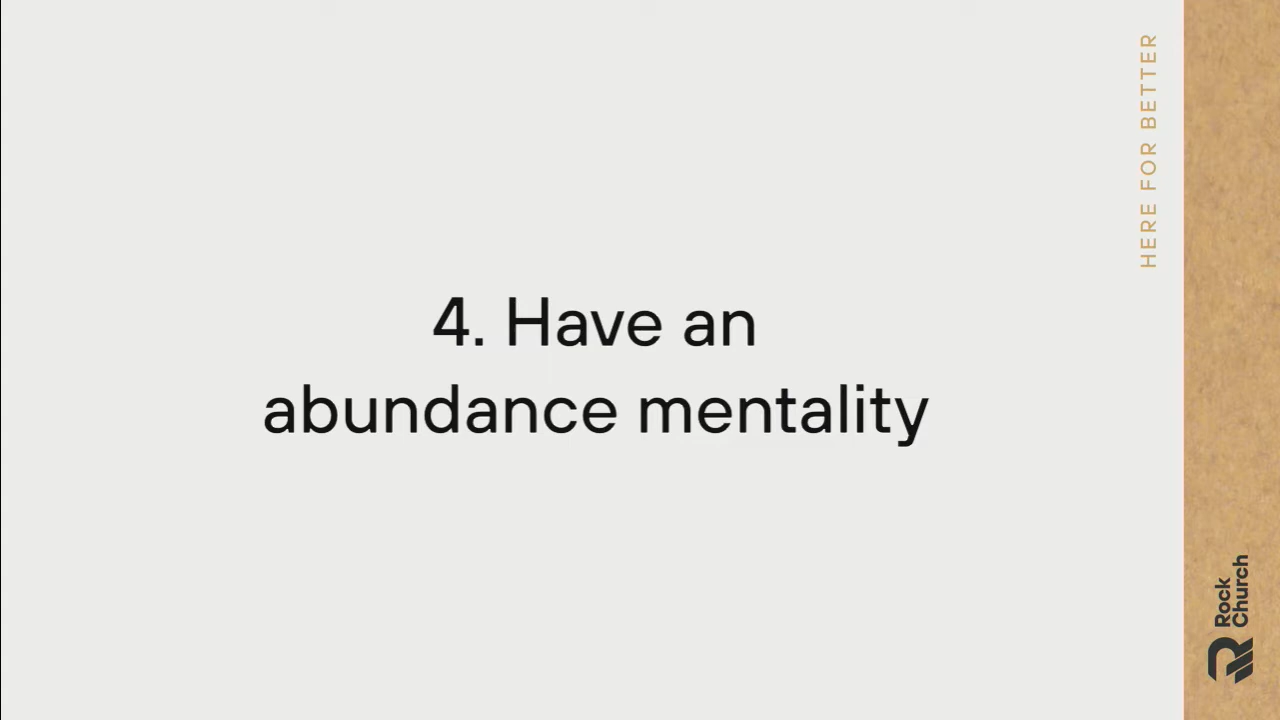 4. Have an
abundance mentality
HERE FOR BETTER
Rock
Church